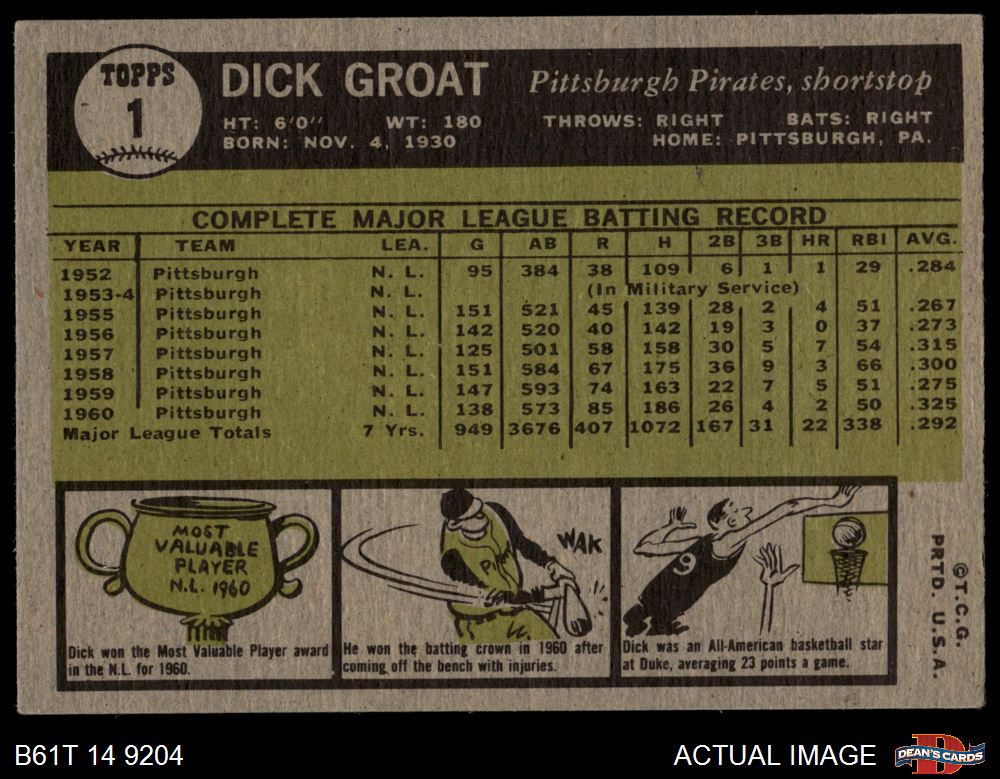 TOPPS
1
DICK GROAT
Pittsburgh Pirates, shortstop
HT: 6'0" WT: 180 THROWS: RIGHT BATS: RIGHT
BORN: NOV. 4, 1930 HOME: PITTSBURGH, PA.
COMPLETE MAJOR LEAGUE BATTING RECORD
YEAR TEAM LEA. G AB R H 2B 3B HR RBI AVG.
1952 Pittsburgh N. L. 95 384 38 109 6 1 1 29 .284
1953-4 Pittsburgh N. L. (In Military Service)
1955 Pittsburgh N. L. 151 521 45 139 28 2 4 51 .267
1956 Pittsburgh N. L. 142 520 40 142 19 3 0 37 .273
1957 Pittsburgh N. L. 125 501 58 158 30 5 7 54 .315
1958 Pittsburgh N. L. 151 584 67 175 36 9 3 66 .300
1959 Pittsburgh N. L. 147 593 74 163 22 7 5 51 .275
1960 Pittsburgh N. L. 138 573 85 186 26 4 2 50 .325
Major League Totals 7 Yrs. 949 3676 407 1072 167 31 22 338 .292
MOST
VALUABLE
PLAYER
N.L. 1960
Dick won the Most Valuable Player award
in the N.L. for 1960.
WAK
He won the batting crown in 1960 after
coming off the bench with injuries.
9
Dick was an All-American basketball star
at Duke, averaging 23 points a game.
©T.C.G.
PRTD. U.S.A.
B61T 14 9204
ACTUAL IMAGE
DEAN'S CARDS